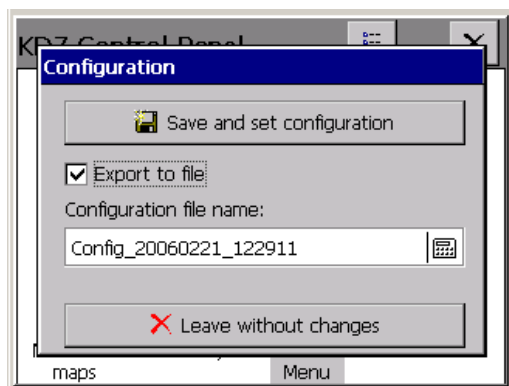 Configuration
Save and set configuration
Export to file
Configuration file name:
Config_20060221_122911
Leave without changes
maps
Menu